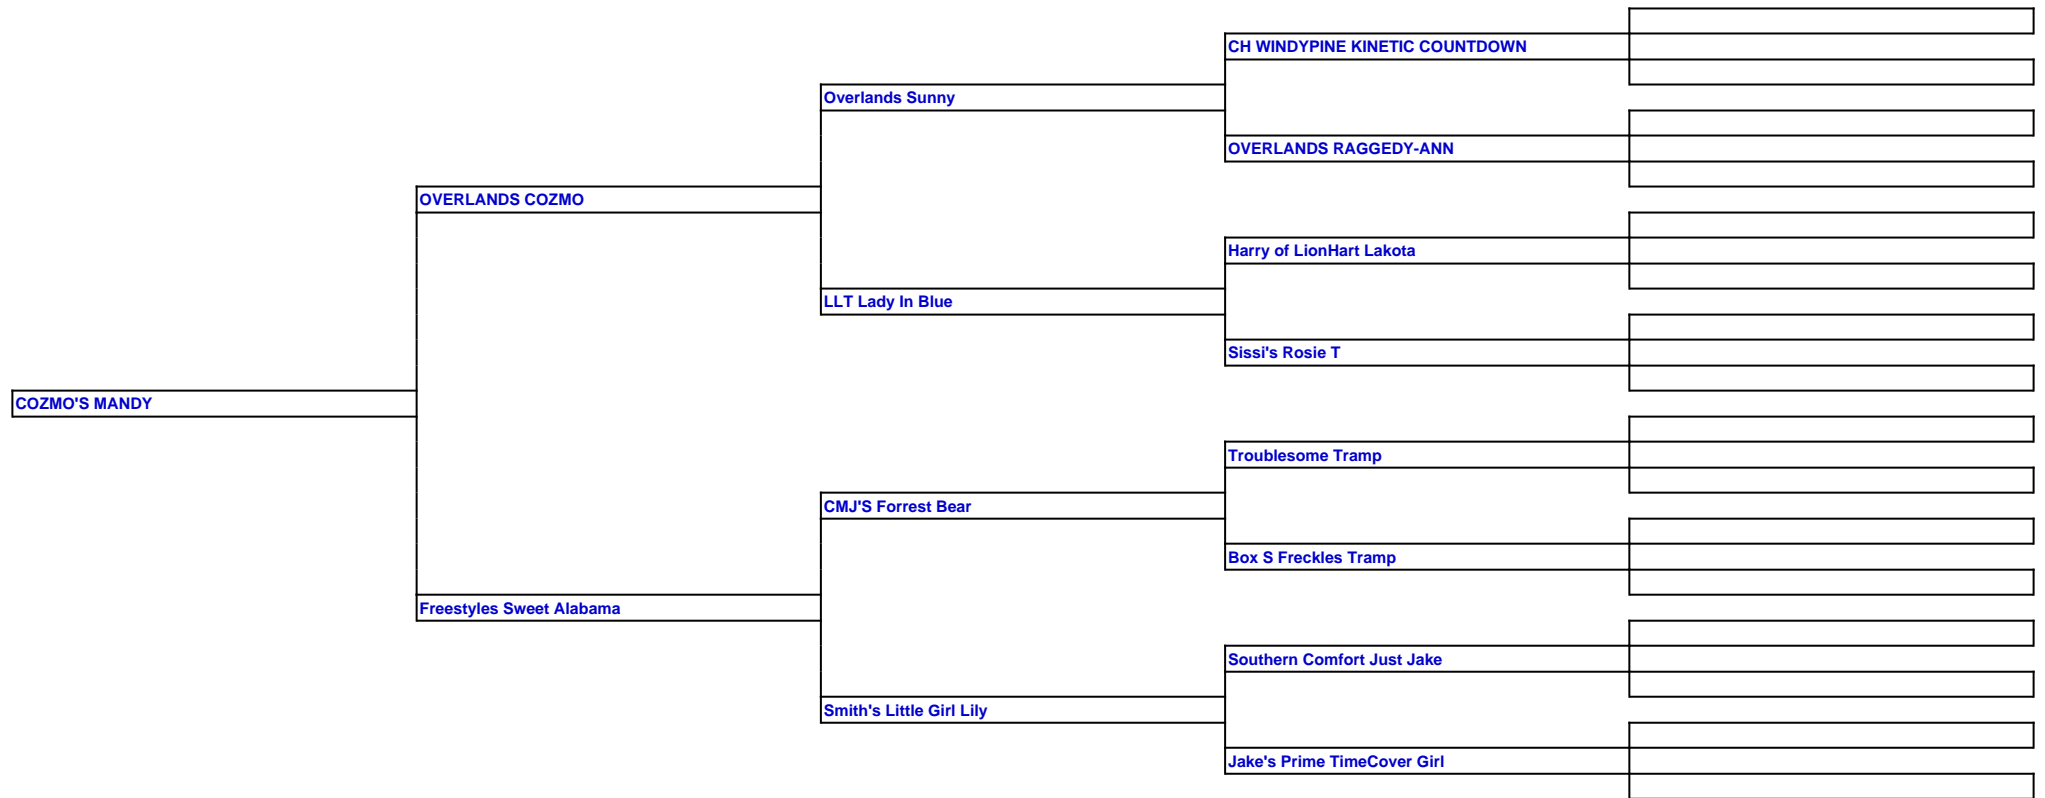 CH WINDYPINE KINETIC COUNTDOWN
Overlands Sunny
OVERLANDS RAGGEDY-ANN
OVERLANDS COZMO
Harry of LionHart Lakota
LLT Lady In Blue
Sissi's Rosie T
COZMO'S MANDY
Troublesome Tramp
CMJ'S Forrest Bear
Box S Freckles Tramp
Freestyles Sweet Alabama
Southern Comfort Just Jake
Smith's Little Girl Lily
Jake's Prime TimeCover Girl